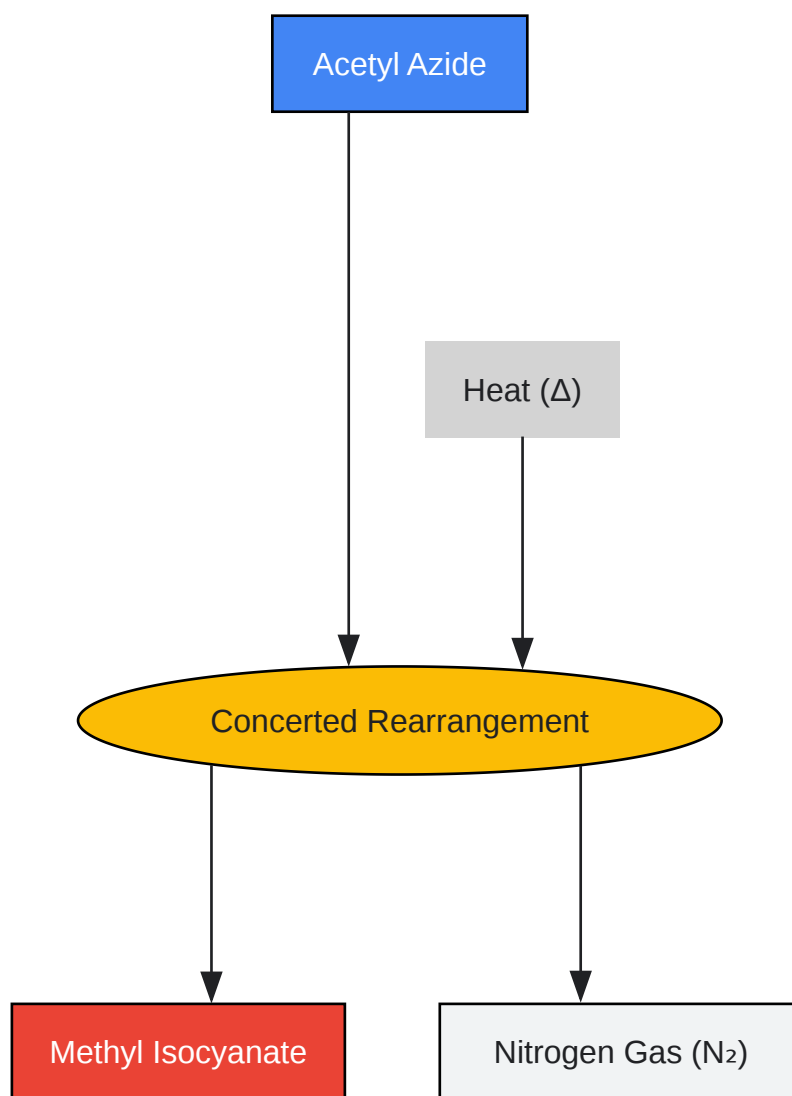 Acetyl Azide
Heat (Δ)
Concerted Rearrangement
Methyl Isocyanate
Nitrogen Gas (N₂)